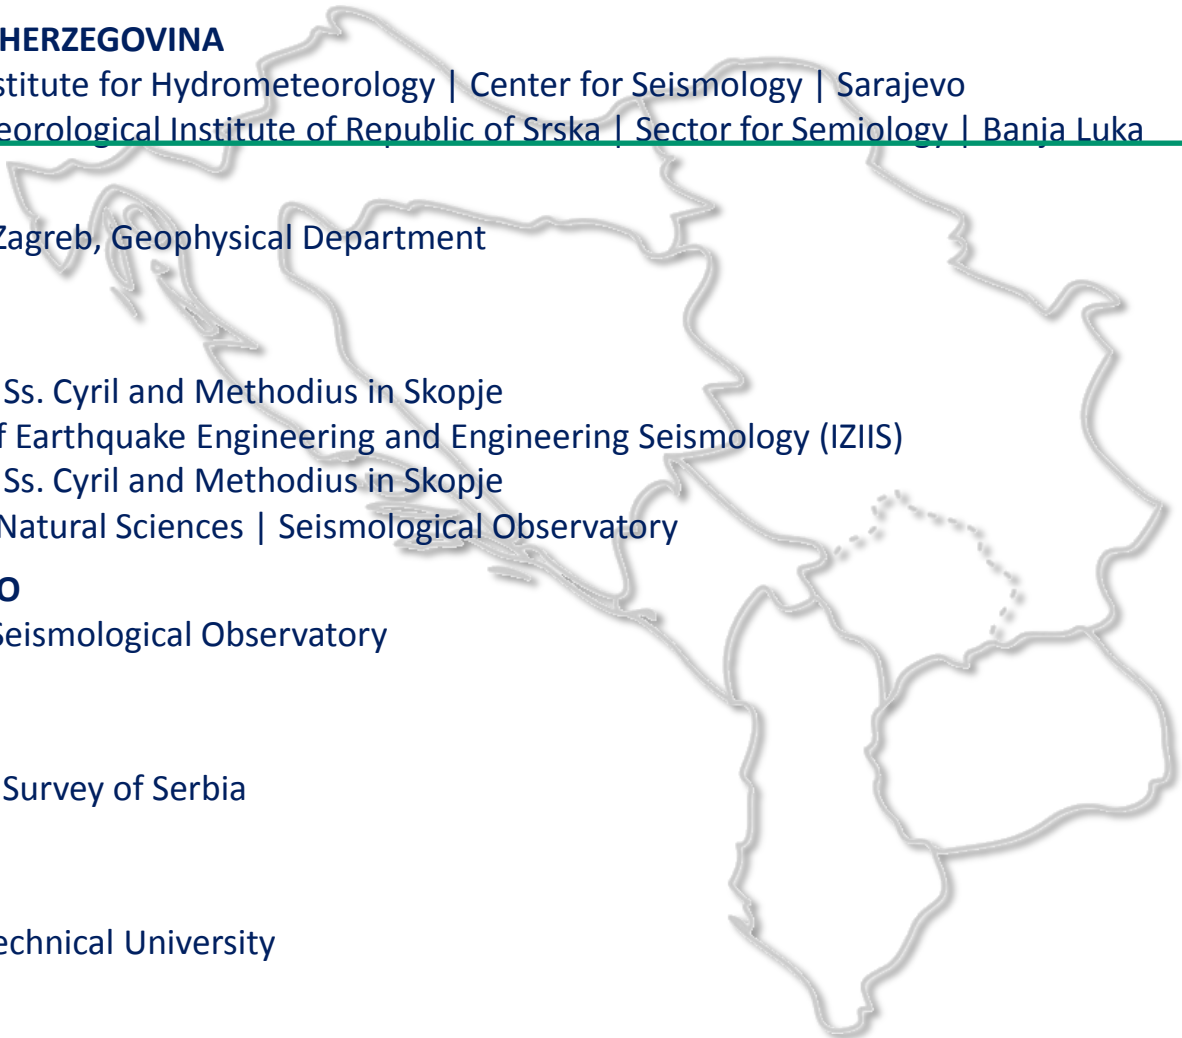 HERZEGOVINA
stitute for Hydrometeorology | Center for Seismology | Sarajevo
eorological Institute of Republic of Srska | Sector for Semiology | Banja Luka
Zagreb, Geophysical Department
Ss. Cyril and Methodius in Skopje
f Earthquake Engineering and Engineering Seismology (IZIIS)
Ss. Cyril and Methodius in Skopje
Natural Sciences | Seismological Observatory
O
Seismological Observatory
Survey of Serbia
echnical University